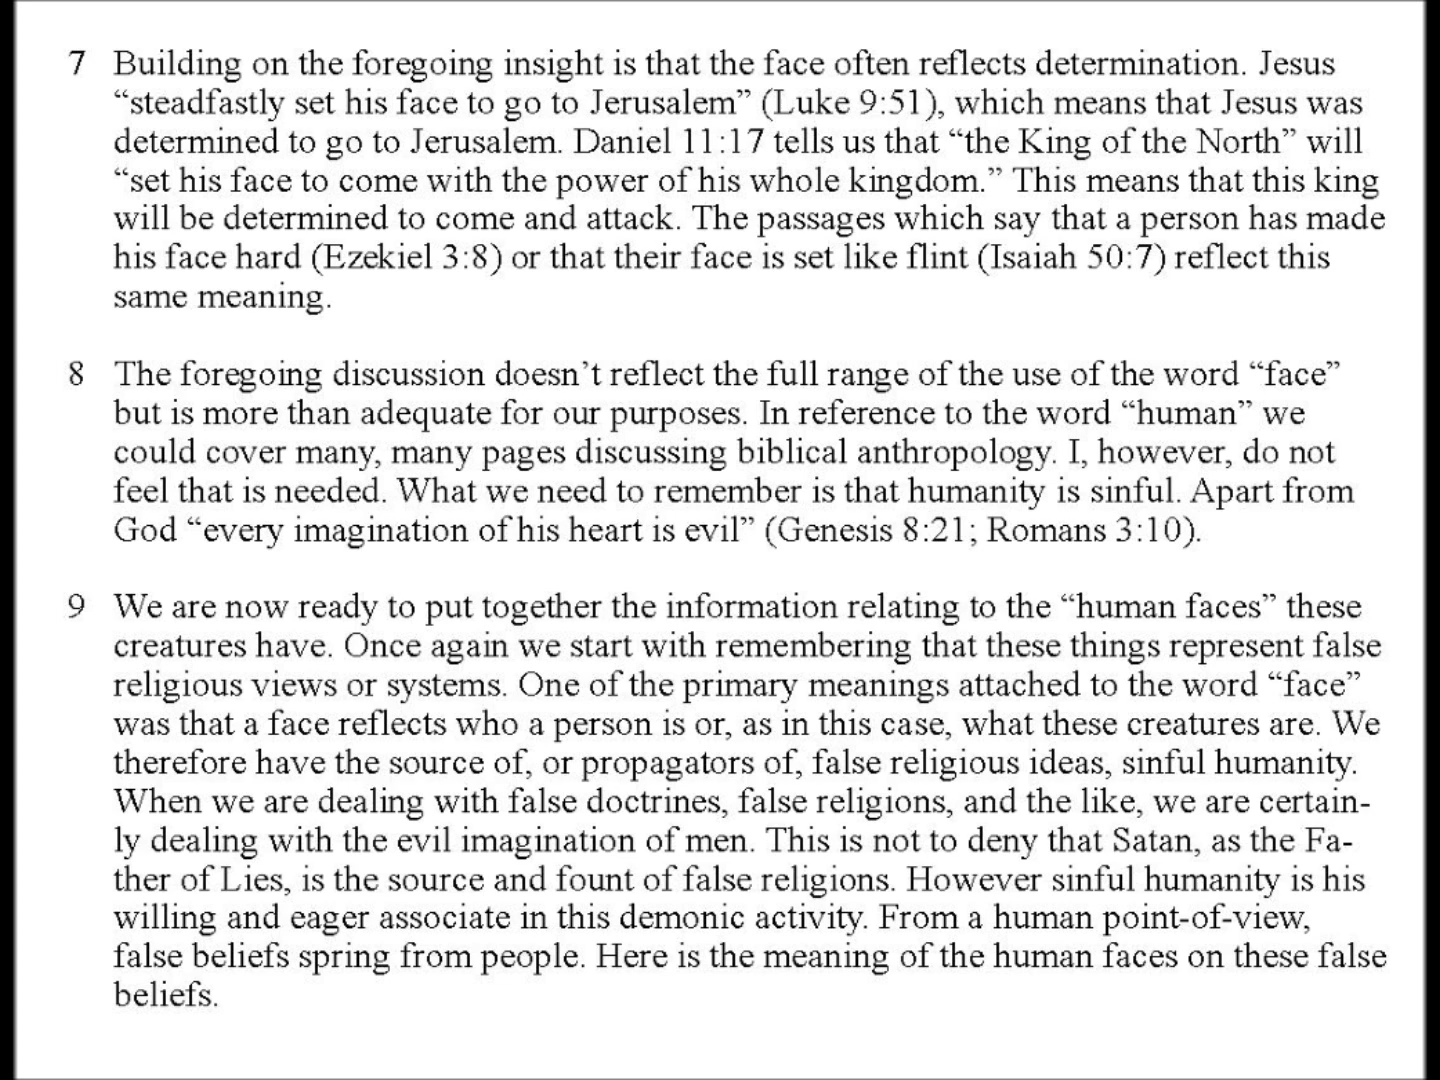 7 Building on the foregoing insight is that the face often reflects determination. Jesus
“steadfastly set his face to go to Jerusalem” (Luke 9:51), which means that Jesus was
determined to go to Jerusalem. Daniel 11:17 tells us that “the King of the North” will
“set his face to come with the power of his whole kingdom.” This means that this king
will be determined to come and attack. The passages which say that a person has made
his face hard (Ezekiel 3:8) or that their face is set like flint (Isaiah 50:7) reflect this
same meaning.
8 The foregoing discussion doesn’t reflect the full range of the use of the word “face”
but is more than adequate for our purposes. In reference to the word “human” we
could cover many, many pages discussing biblical anthropology. I, however, do not
feel that is needed. What we need to remember is that humanity is sinful. Apart from
God “every imagination of his heart is evil” (Genesis 8:21; Romans 3:10).
9 We are now ready to put together the information relating to the “human faces” these
creatures have. Once again we start with remembering that these things represent false
religious views or systems. One of the primary meanings attached to the word “face”
was that a face reflects who a person is or, as in this case, what these creatures are. We
therefore have the source of, or propagators of, false religious ideas, sinful humanity.
When we are dealing with false doctrines, false religions, and the like, we are certain-
ly dealing with the evil imagination of men. This is not to deny that Satan, as the Fa-
ther of Lies, is the source and fount of false religions. However sinful humanity is his
willing and eager associate in this demonic activity. From a human point-of-view,
false beliefs spring from people. Here is the meaning of the human faces on these false
beliefs.